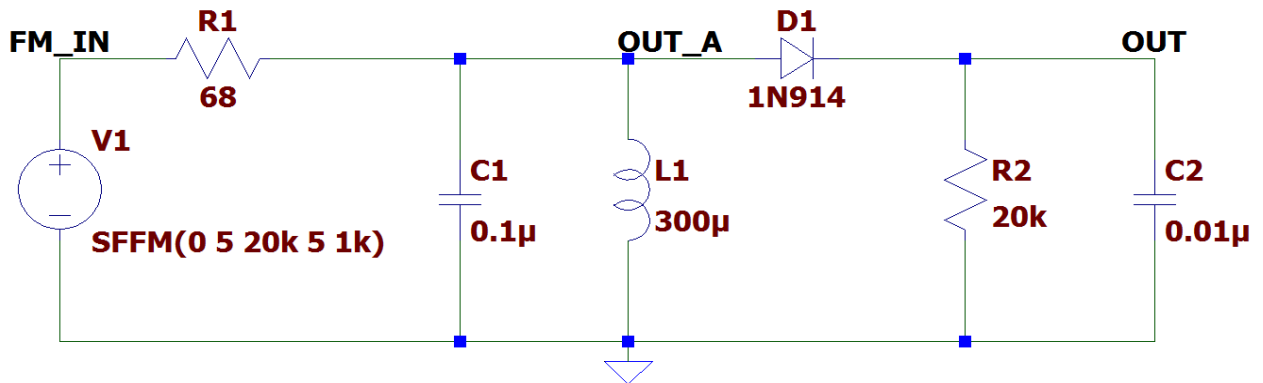 FM_IN
R1
68
V1
SFFM(0 5 20k 5 1k)
C1
0.1µ
OUT_A
L1
300µ
D1
1N914
R2
20k
OUT
C2
0.01µ